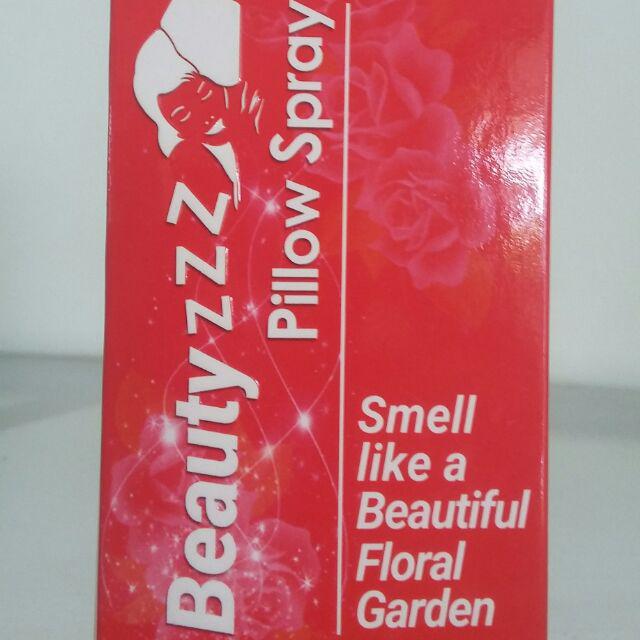 Beautyzzz
Pillow Spray
Smell
like a
Beautiful
Floral
Garden